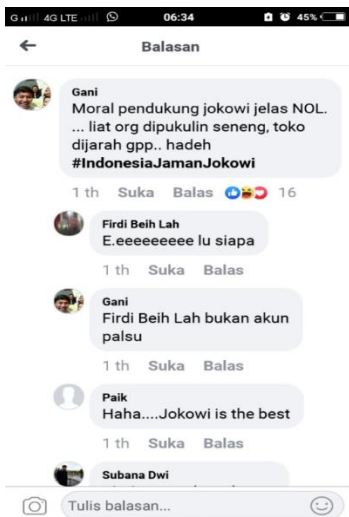 G 4G LTE 06:34 45%
Balasan
Gani
Moral pendukung jokowi jelas NOL.
... liat org dipukulin seneng, toko
dijarah gpp.. hadeh
#IndonesiaJamanJokowi
1 th Suka Balas 16
Firdi Beih Lah
E.eeeeeeeee lu siapa
1 th Suka Balas
Gani
Firdi Beih Lah bukan akun
palsu
1 th Suka Balas
Paik
Haha....Jokowi is the best
1 th Suka Balas
Subana Dwi
Tulis balasan...